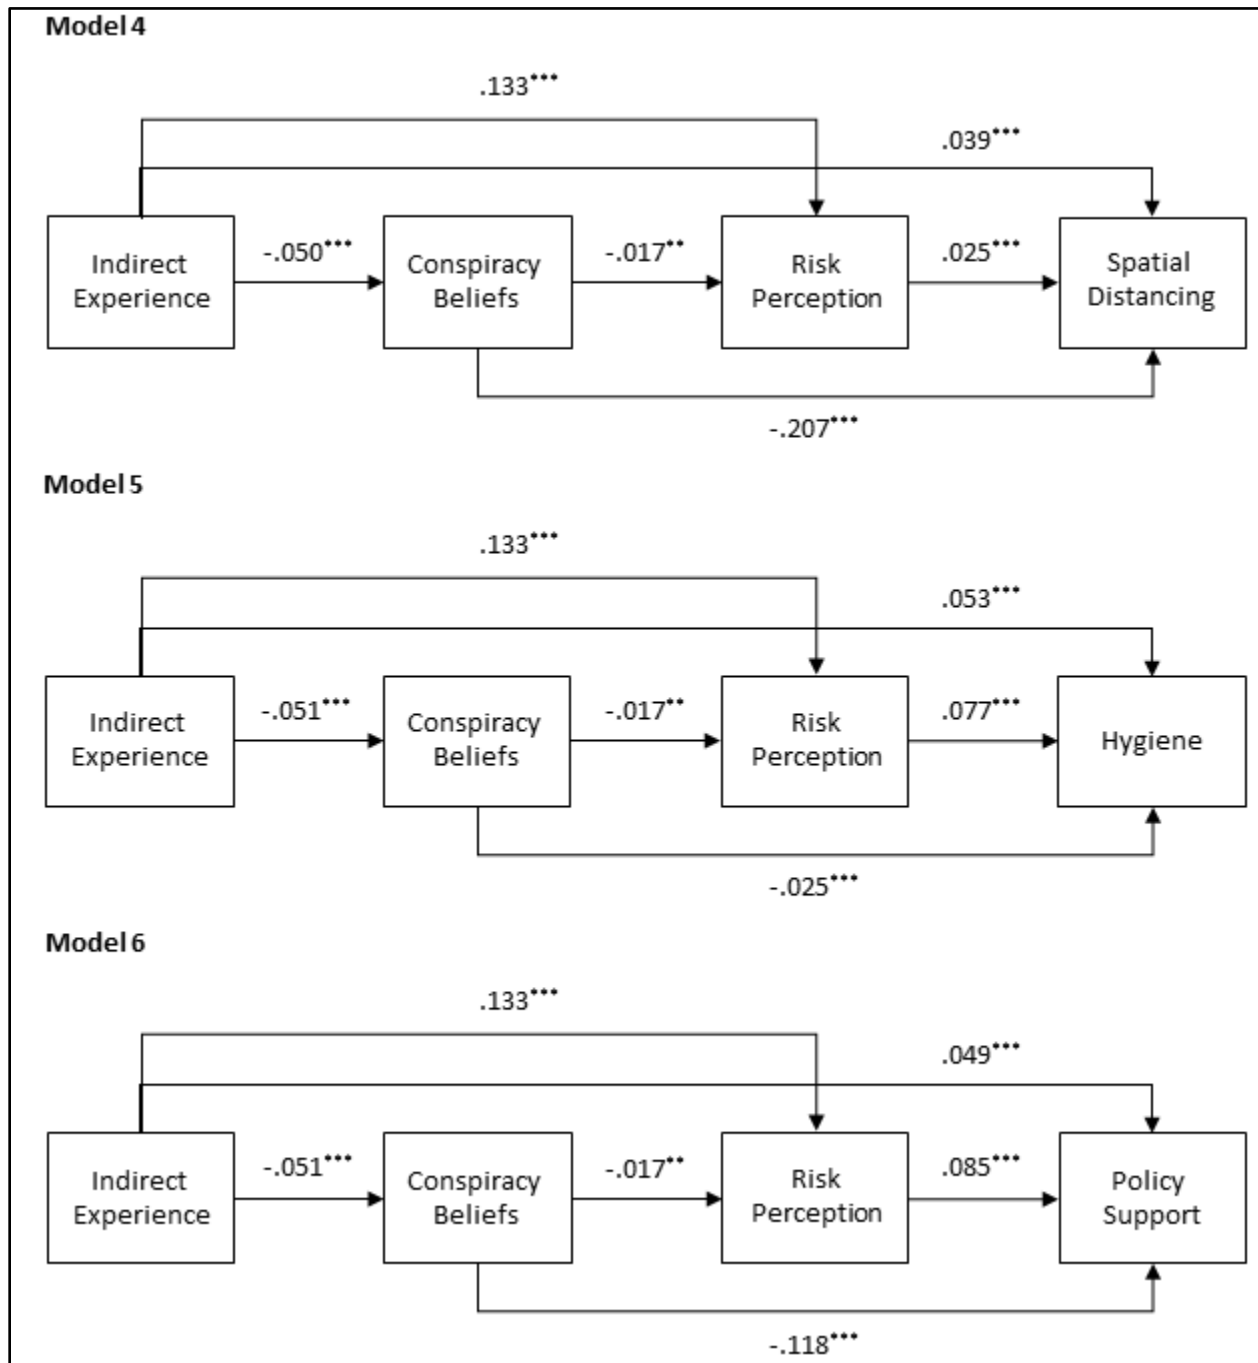 Model 4
.133***
.039***
-.050***
-.017**
.025***
Indirect
Experience
Conspiracy
Beliefs
Risk
Perception
Spatial
Distancing
-.207***
Model 5
.133***
.053***
-.051***
-.017**
.077***
Indirect
Experience
Conspiracy
Beliefs
Risk
Perception
Hygiene
-.025***
Model 6
.133***
.049***
-.051***
-.017**
.085***
Indirect
Experience
Conspiracy
Beliefs
Risk
Perception
Policy
Support
-.118***